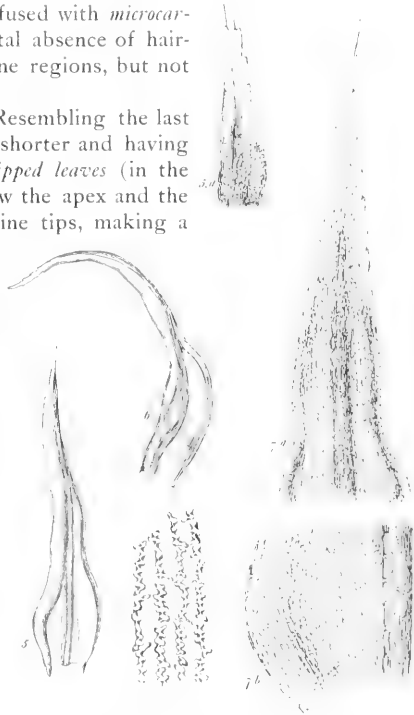 fused with microcar-
tal absence of hair-
ne regions, but not
Resembling the last
shorter and having
pped leaves (in the
w the apex and the
ine tips, making a
5